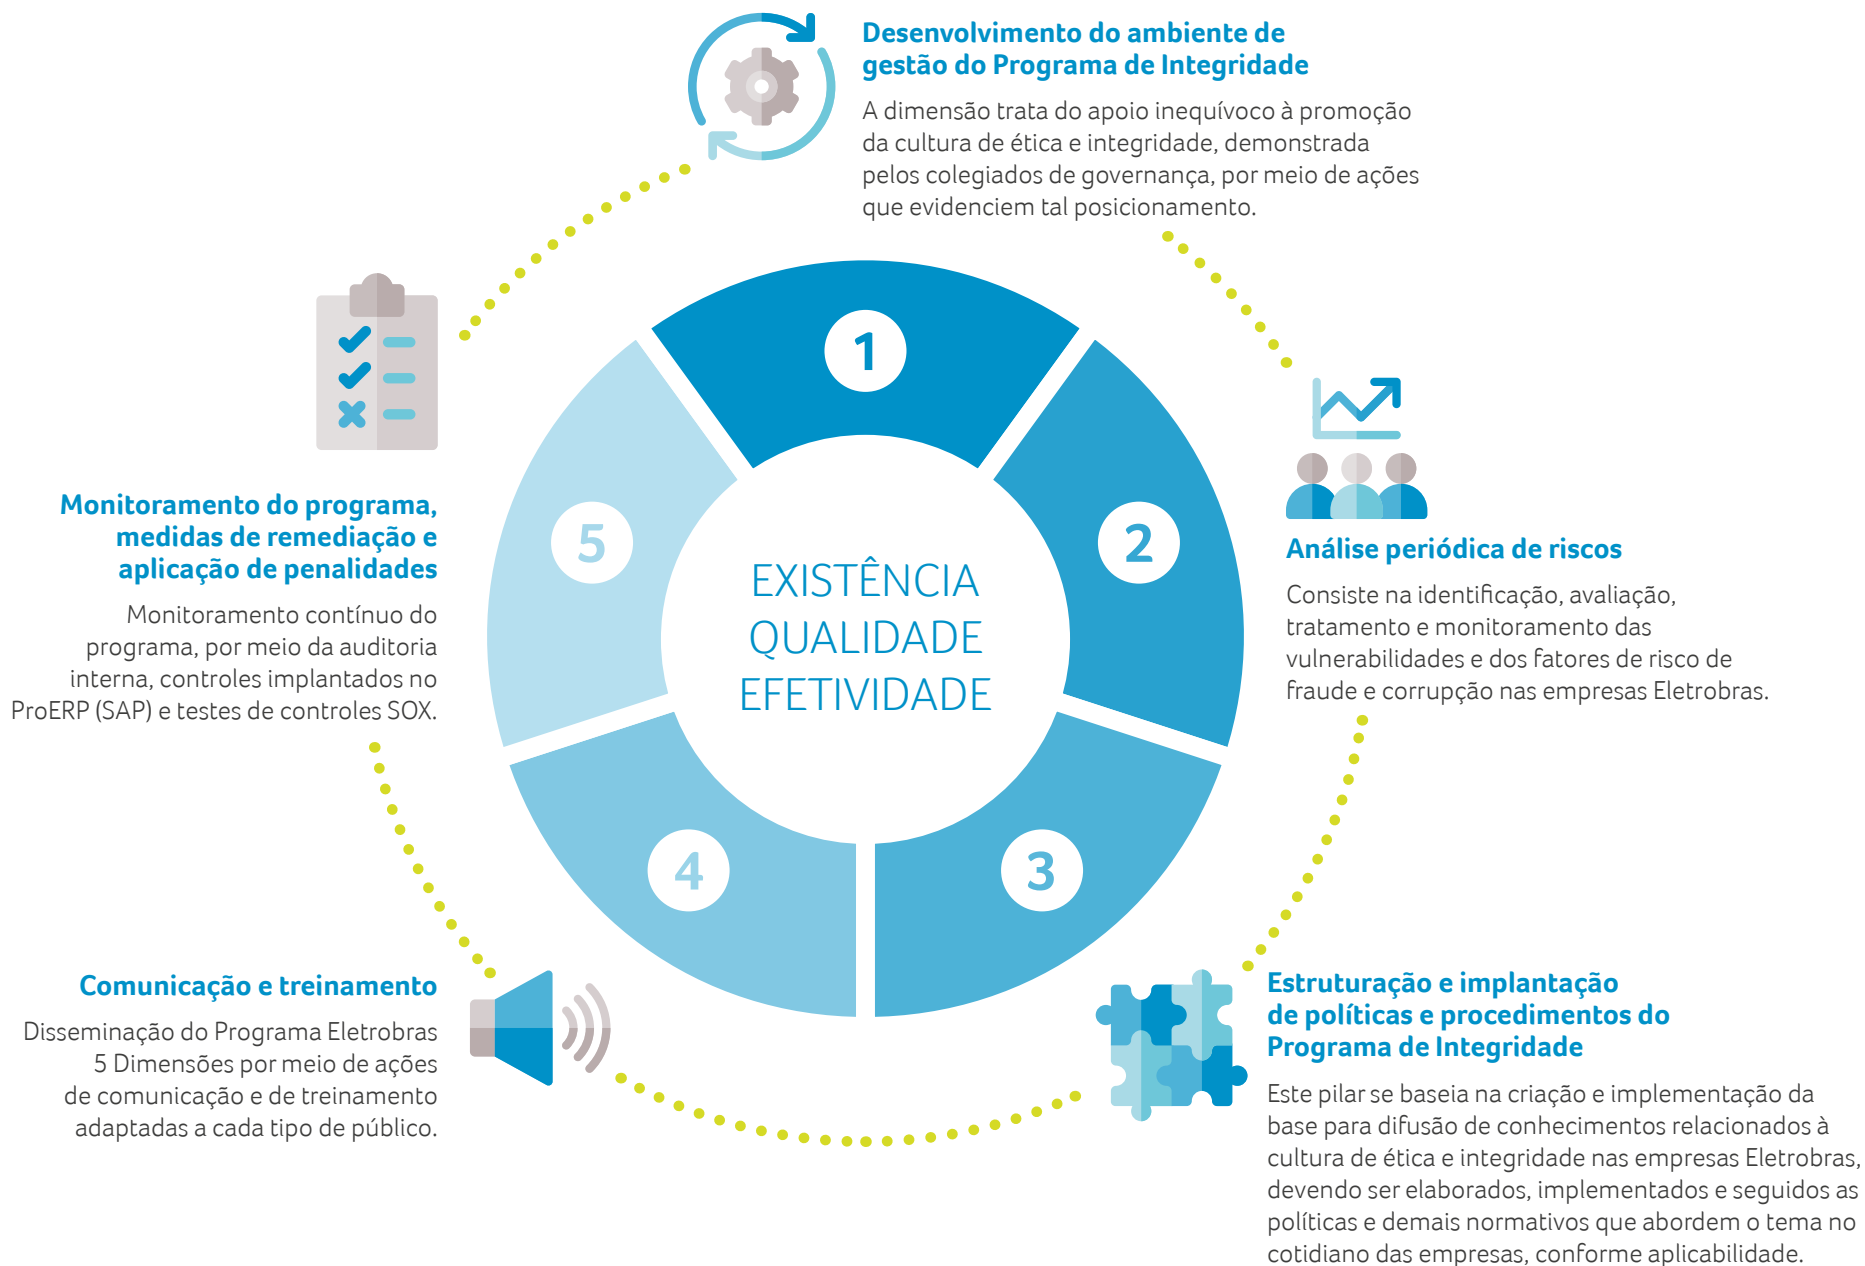 Desenvolvimento do ambiente de
gestão do Programa de Integridade
A dimensão trata do apoio inequívoco à promoção
da cultura de ética e integridade, demonstrada
pelos colegiados de governança, por meio de ações
que evidenciem tal posicionamento.
1
2
Análise periódica de riscos
Consiste na identificação, avaliação,
tratamento e monitoramento das
vulnerabilidades e dos fatores de risco de
fraude e corrupção nas empresas Eletrobras.
3
Estruturação e implantação
de políticas e procedimentos do
Programa de Integridade
Este pilar se baseia na criação e implementação da
base para difusão de conhecimentos relacionados à
cultura de ética e integridade nas empresas Eletrobras,
devendo ser elaborados, implementados e seguidos as
políticas e demais normativos que abordem o tema no
cotidiano das empresas, conforme aplicabilidade.
4
Comunicação e treinamento
Disseminação do Programa Eletrobras
5 Dimensões por meio de ações
de comunicação e de treinamento
adaptadas a cada tipo de público.
5
Monitoramento do programa,
medidas de remediação e
aplicação de penalidades
Monitoramento contínuo do
programa, por meio da auditoria
interna, controles implantados no
ProERP (SAP) e testes de controles SOX.
EXISTÊNCIA
QUALIDADE
EFETIVIDADE